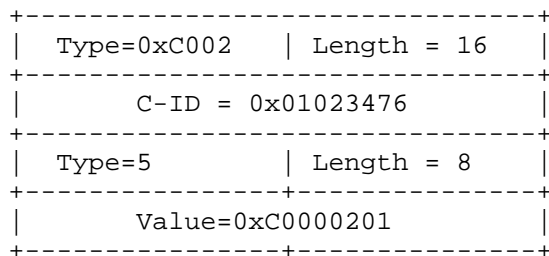 +-------------------------------+
|  Type=0xC002   | Length = 16  |
+-------------------------------+
|       C-ID = 0x01023476       |
+-------------------------------+
|  Type=5        | Length = 8   |
+----------------+--------------+
|       Value=0xC0000201        |
+----------------+--------------+